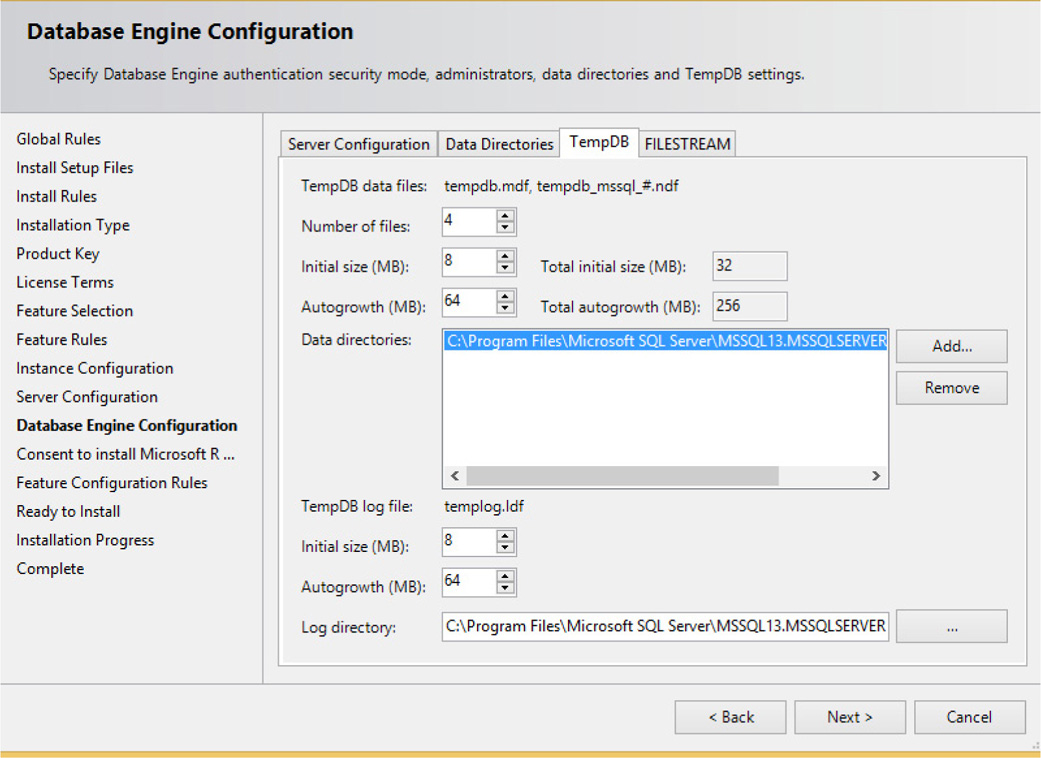 Database Engine Configuration
Specify Database Engine authentication security mode, administrators, data directories and TempDB settings.
Global Rules
Install Setup Files
Install Rules
Installation Type
Product Key
License Terms
Feature Selection
Feature Rules
Instance Configuration
Server Configuration
Database Engine Configuration
Consent to install Microsoft R ...
Feature Configuration Rules
Ready to Install
Installation Progress
Complete
Server Configuration Data Directories TempDB FILESTREAM
TempDB data files: tempdb.mdf, tempdb_mssql_#.ndf
Number of files: 4
Initial size (MB): 8 Total initial size (MB): 32
Autogrowth (MB): 64 Total autogrowth (MB): 256
Data directories: C:\Program Files\Microsoft SQL Server\MSSQL13.MSSQLSERVER Add...
Remove
TempDB log file: templog.ldf
Initial size (MB): 8
Autogrowth (MB): 64
Log directory: C:\Program Files\Microsoft SQL Server\MSSQL13.MSSQLSERVER ...
< Back Next > Cancel